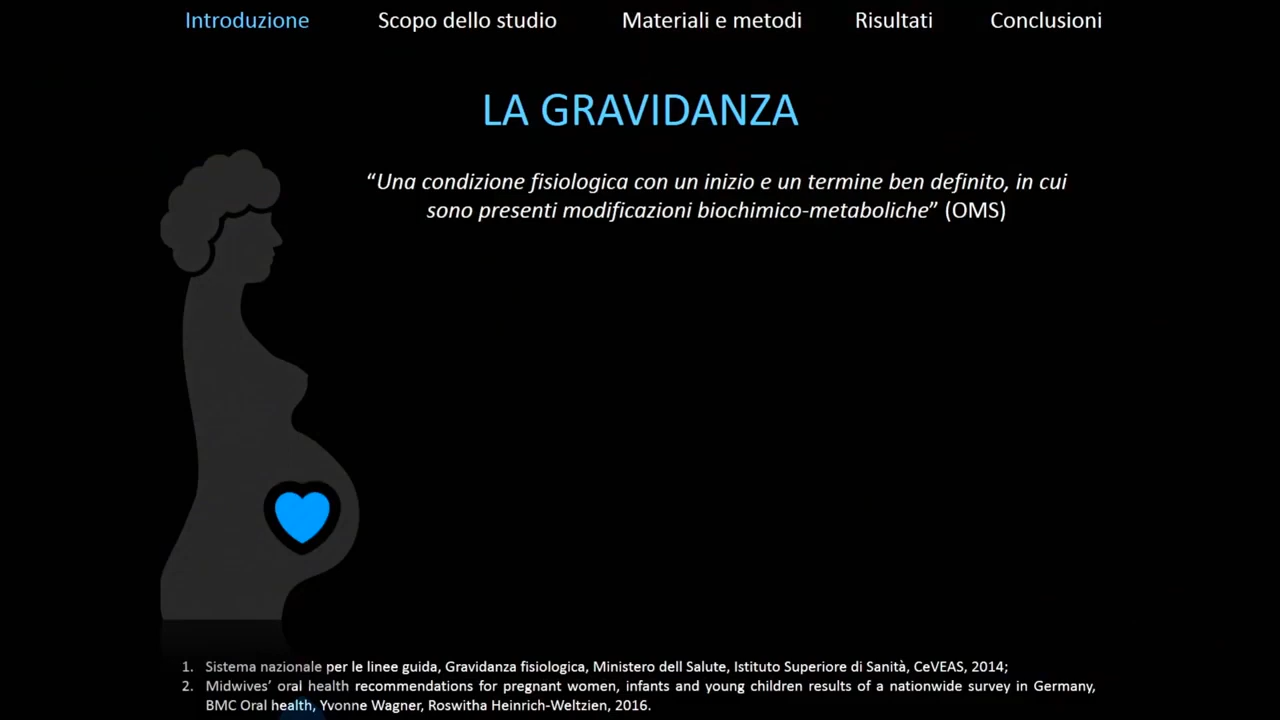 Introduzione Scopo dello studio Materiali e metodi Risultati Conclusioni
LA GRAVIDANZA
“Una condizione fisiologica con un inizio e un termine ben definito, in cui
sono presenti modificazioni biochimico-metaboliche” (OMS)
1. Sistema nazionale per le linee guida, Gravidanza fisiologica, Ministero dell Salute, Istituto Superiore di Sanità, CeVEAS, 2014;
2. Midwives’ oral health recommendations for pregnant women, infants and young children results of a nationwide survey in Germany,
BMC Oral health, Yvonne Wagner, Roswitha Heinrich-Weltzien, 2016.